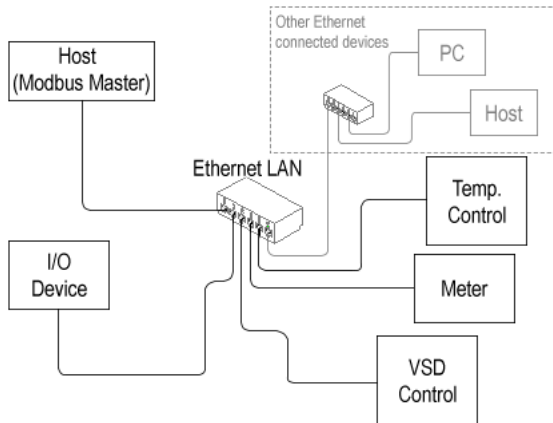 Other Ethernet
connected devices
PC
Host
Host
(Modbus Master)
Ethernet LAN
Temp.
Control
I/O
Device
Meter
VSD
Control